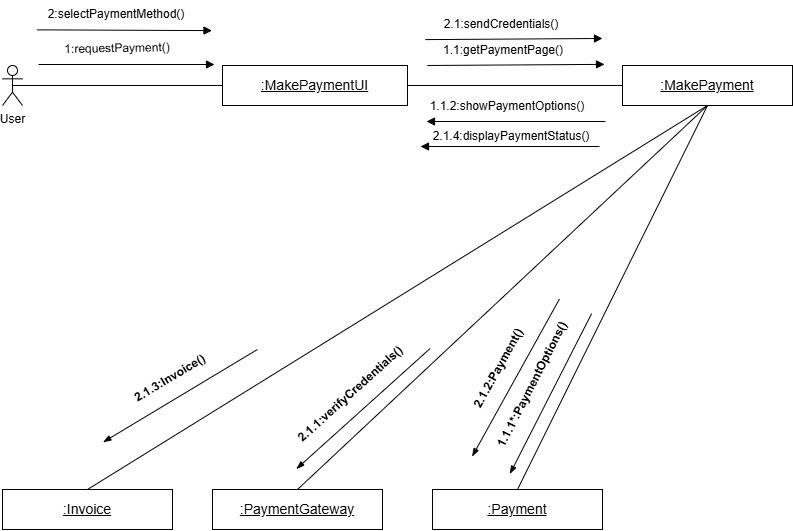 2:selectPaymentMethod()
1:requestPayment()
2.1:sendCredentials()
1.1:getPaymentPage()
:MakePaymentUI
:MakePayment
User
1.1.2:showPaymentOptions()
2.1.4:displayPaymentStatus()
2.1.3:Invoice()
2.1.1:verifyCredentials()
2.1.2:Payment()
1.1.1*:PaymentOptions()
:Invoice
:PaymentGateway
:Payment